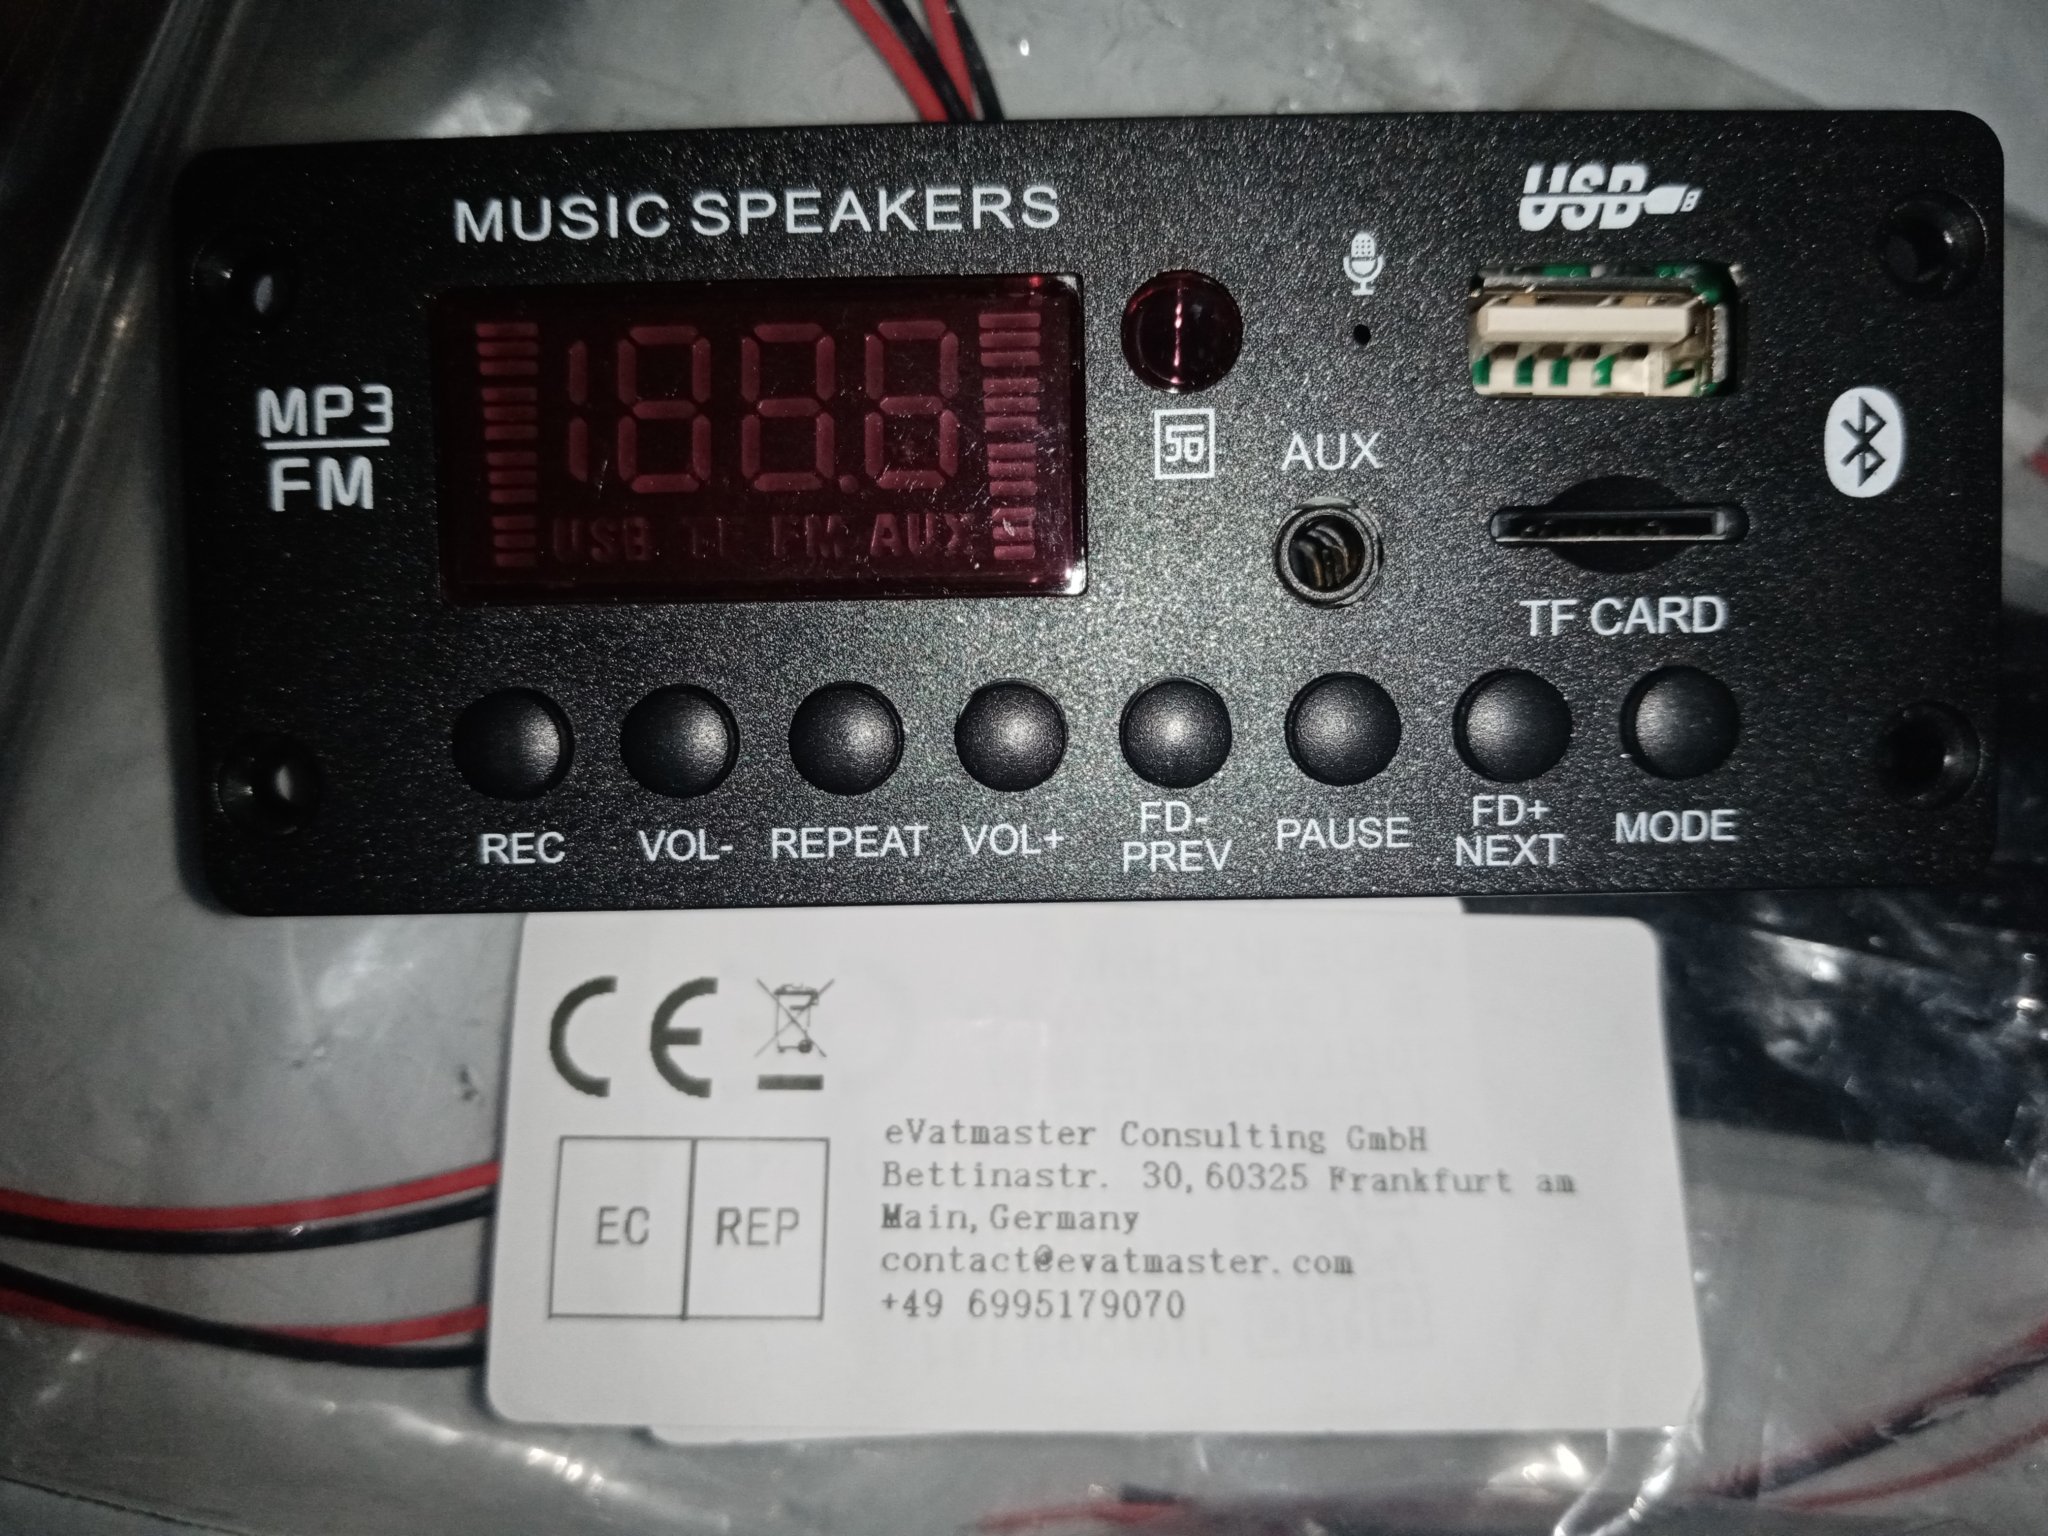 MUSIC SPEAKERS
USB
MP3
FM
188.8
USB TF FM AUX
AUX
TF CARD
REC
VOL-
REPEAT
VOL+
FD-
PREV
PAUSE
FD+
NEXT
MODE
CE
EC REP
eVatmaster Consulting GmbH
Bettinastr. 30, 60325 Frankfurt am
Main, Germany
contact@evatmaster.com
+49 6995179070